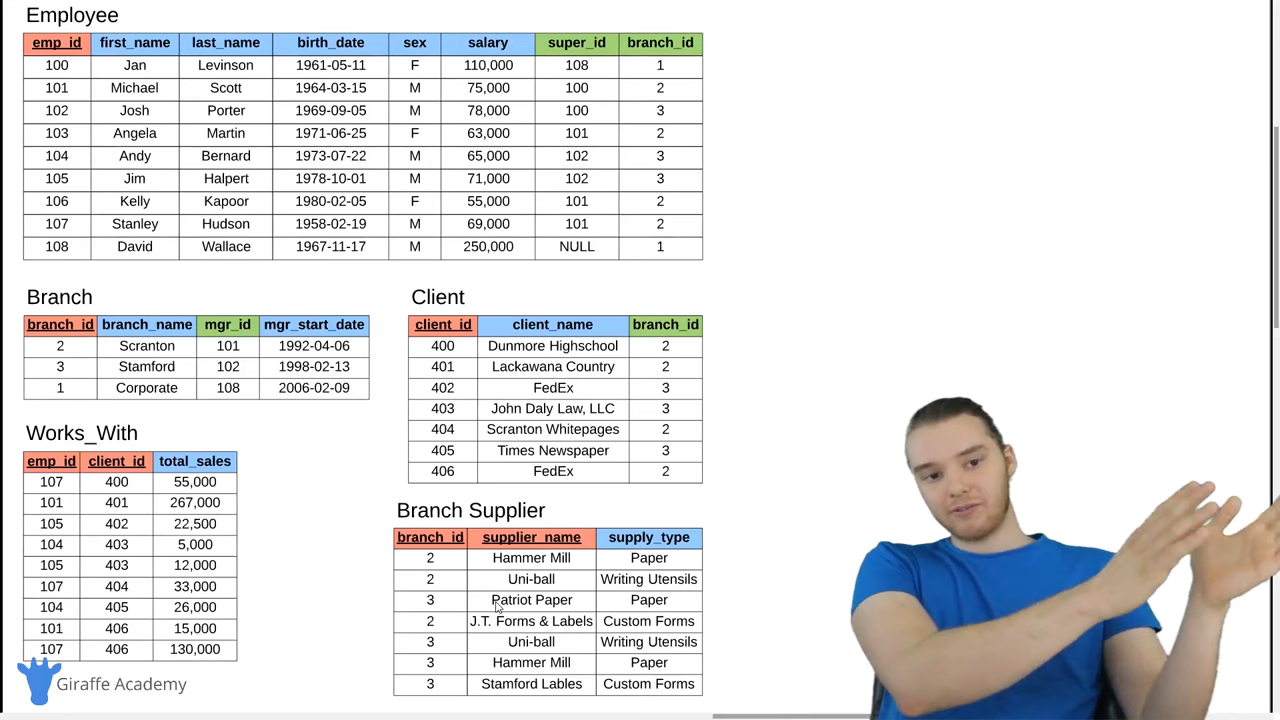 Employee
emp_id first_name last_name birth_date sex salary super_id branch_id
100 Jan Levinson 1961-05-11 F 110,000 108 1
101 Michael Scott 1964-03-15 M 75,000 100 2
102 Josh Porter 1969-09-05 M 78,000 100 3
103 Angela Martin 1971-06-25 F 63,000 101 2
104 Andy Bernard 1973-07-22 M 65,000 102 3
105 Jim Halpert 1978-10-01 M 71,000 102 3
106 Kelly Kapoor 1980-02-05 F 55,000 101 2
107 Stanley Hudson 1958-02-19 M 69,000 101 2
108 David Wallace 1967-11-17 M 250,000 NULL 1
Branch
branch_id branch_name mgr_id mgr_start_date
2 Scranton 101 1992-04-06
3 Stamford 102 1998-02-13
1 Corporate 108 2006-02-09
Client
client_id client_name branch_id
400 Dunmore Highschool 2
401 Lackawana Country 2
402 FedEx 3
403 John Daly Law, LLC 3
404 Scranton Whitepages 2
405 Times Newspaper 3
406 FedEx 2
Works_With
emp_id client_id total_sales
107 400 55,000
101 401 267,000
105 402 22,500
104 403 5,000
105 403 12,000
107 404 33,000
104 405 26,000
101 406 15,000
107 406 130,000
Branch Supplier
branch_id supplier_name supply_type
2 Hammer Mill Paper
2 Uni-ball Writing Utensils
3 Patriot Paper Paper
2 J.T. Forms & Labels Custom Forms
3 Uni-ball Writing Utensils
3 Hammer Mill Paper
3 Stamford Lables Custom Forms
Giraffe Academy